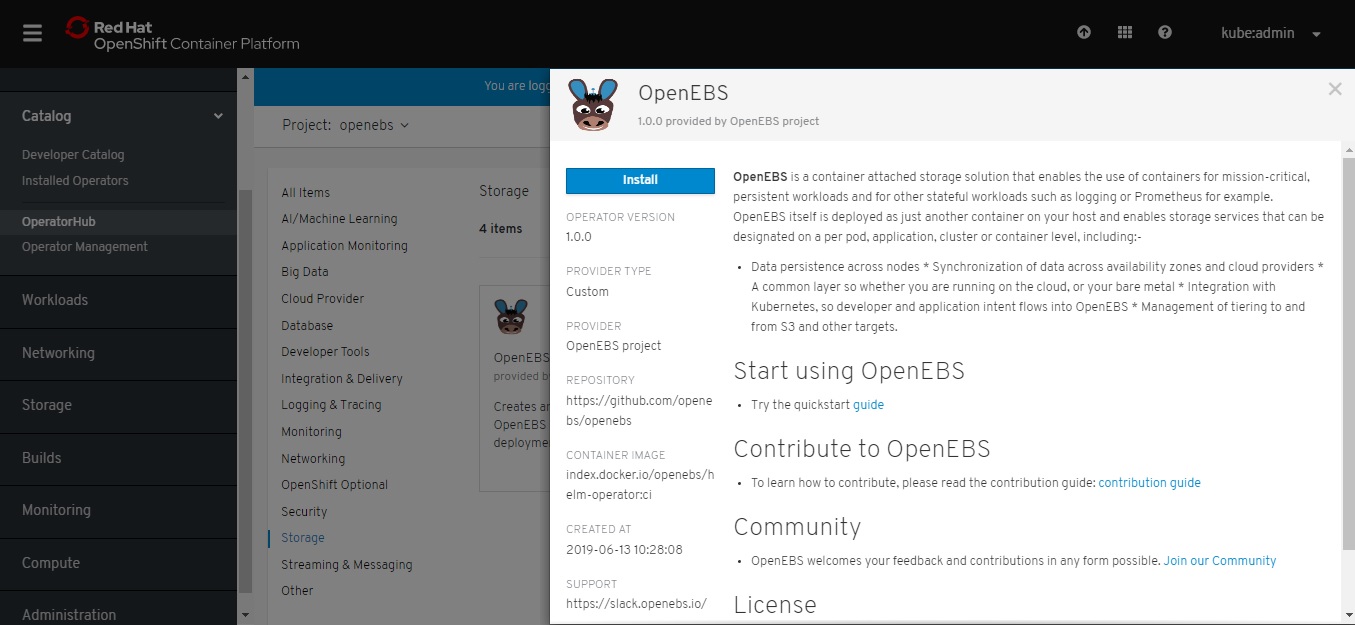 Red Hat
OpenShift Container Platform
kube:admin
Catalog
Developer Catalog
Installed Operators
OperatorHub
Operator Management
Workloads
Networking
Storage
Builds
Monitoring
Compute
Administration
You are logg
Project: openebs
All Items
AI/Machine Learning
Application Monitoring
Big Data
Cloud Provider
Database
Developer Tools
Integration & Delivery
Logging & Tracing
Monitoring
Networking
OpenShift Optional
Security
Storage
Streaming & Messaging
Other
Storage
4 items
OpenEBS
provided b
Creates an
OpenEBS
deployme
OpenEBS
1.0.0 provided by OpenEBS project
Install
OPERATOR VERSION
1.0.0
PROVIDER TYPE
Custom
PROVIDER
OpenEBS project
REPOSITORY
https://github.com/opene
bs/openebs
CONTAINER IMAGE
index.docker.io/openebs/h
elm-operator:ci
CREATED AT
2019-06-13 10:28:08
SUPPORT
https://slack.openebs.io/
OpenEBS is a container attached storage solution that enables the use of containers for mission-critical,
persistent workloads and for other stateful workloads such as logging or Prometheus for example.
OpenEBS itself is deployed as just another container on your host and enables storage services that can be
designated on a per pod, application, cluster or container level, including:-
• Data persistence across nodes * Synchronization of data across availability zones and cloud providers *
A common layer so whether you are running on the cloud, or your bare metal * Integration with
Kubernetes, so developer and application intent flows into OpenEBS * Management of tiering to and
from S3 and other targets.
Start using OpenEBS
• Try the quickstart guide
Contribute to OpenEBS
• To learn how to contribute, please read the contribution guide: contribution guide
Community
• OpenEBS welcomes your feedback and contributions in any form possible. Join our Community
License